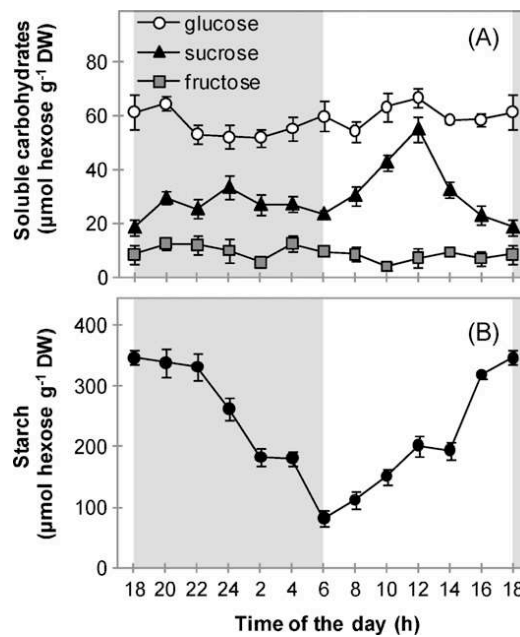 glucose
sucrose
fructose
(A)
Soluble carbohydrates
(µmol hexose g-1 DW)
80
60
40
20
0
(B)
Starch
(µmol hexose g-1 DW)
400
300
200
100
0
18 20 22 24 2 4 6 8 10 12 14 16 18
Time of the day (h)